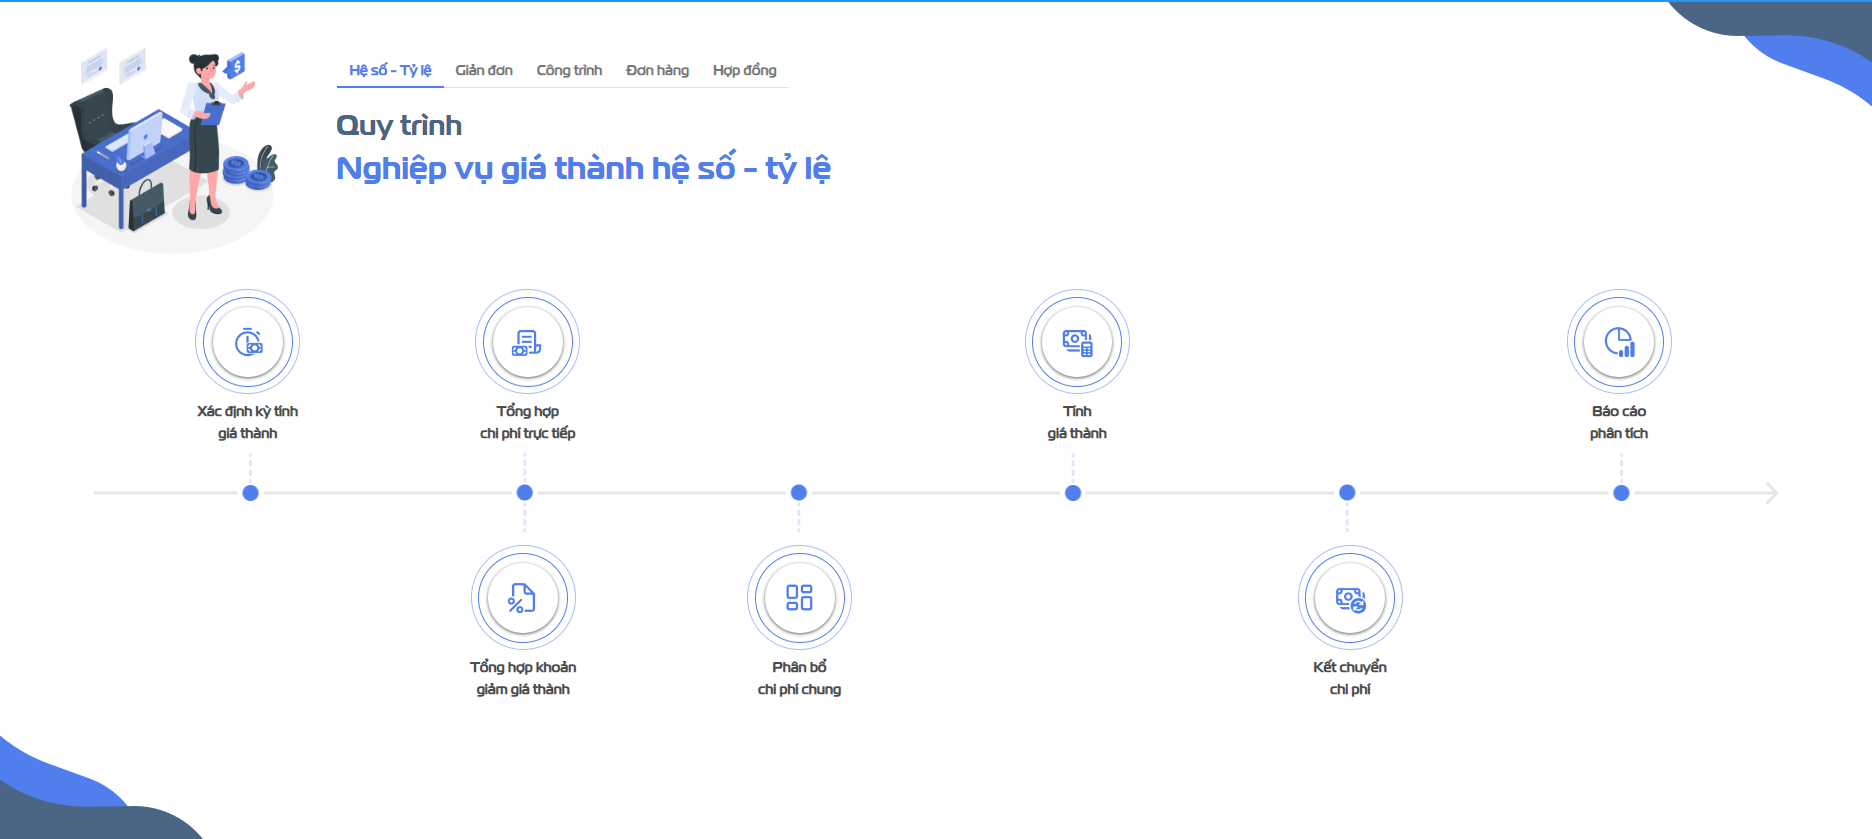 Hệ số - Tỷ lệ
Giản đơn
Công trình
Đơn hàng
Hợp đồng
Quy trình
Nghiệp vụ giá thành hệ số - tỷ lệ
$
Xác định kỳ tính
giá thành
Tổng hợp
chi phí trực tiếp
Tính
giá thành
Báo cáo
phân tích
Tổng hợp khoản
giảm giá thành
Phân bổ
chi phí chung
Kết chuyển
chi phí